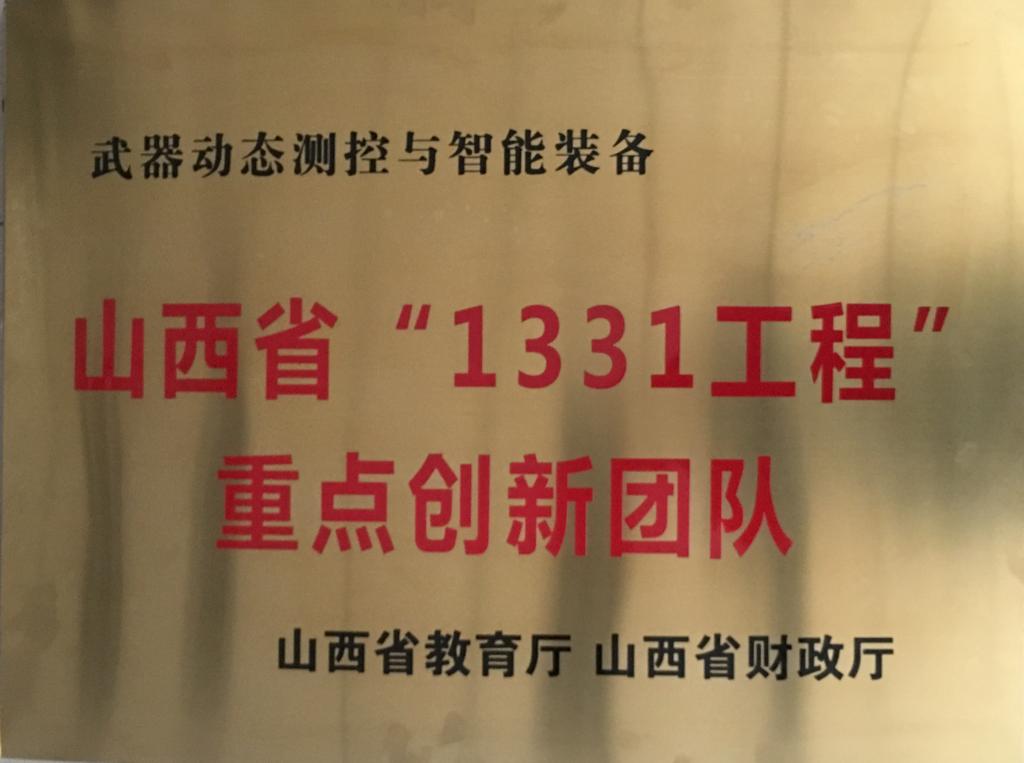 武器动态测控与智能装备
山西省“1331工程”
重点创新团队
山西省教育厅 山西省财政厅